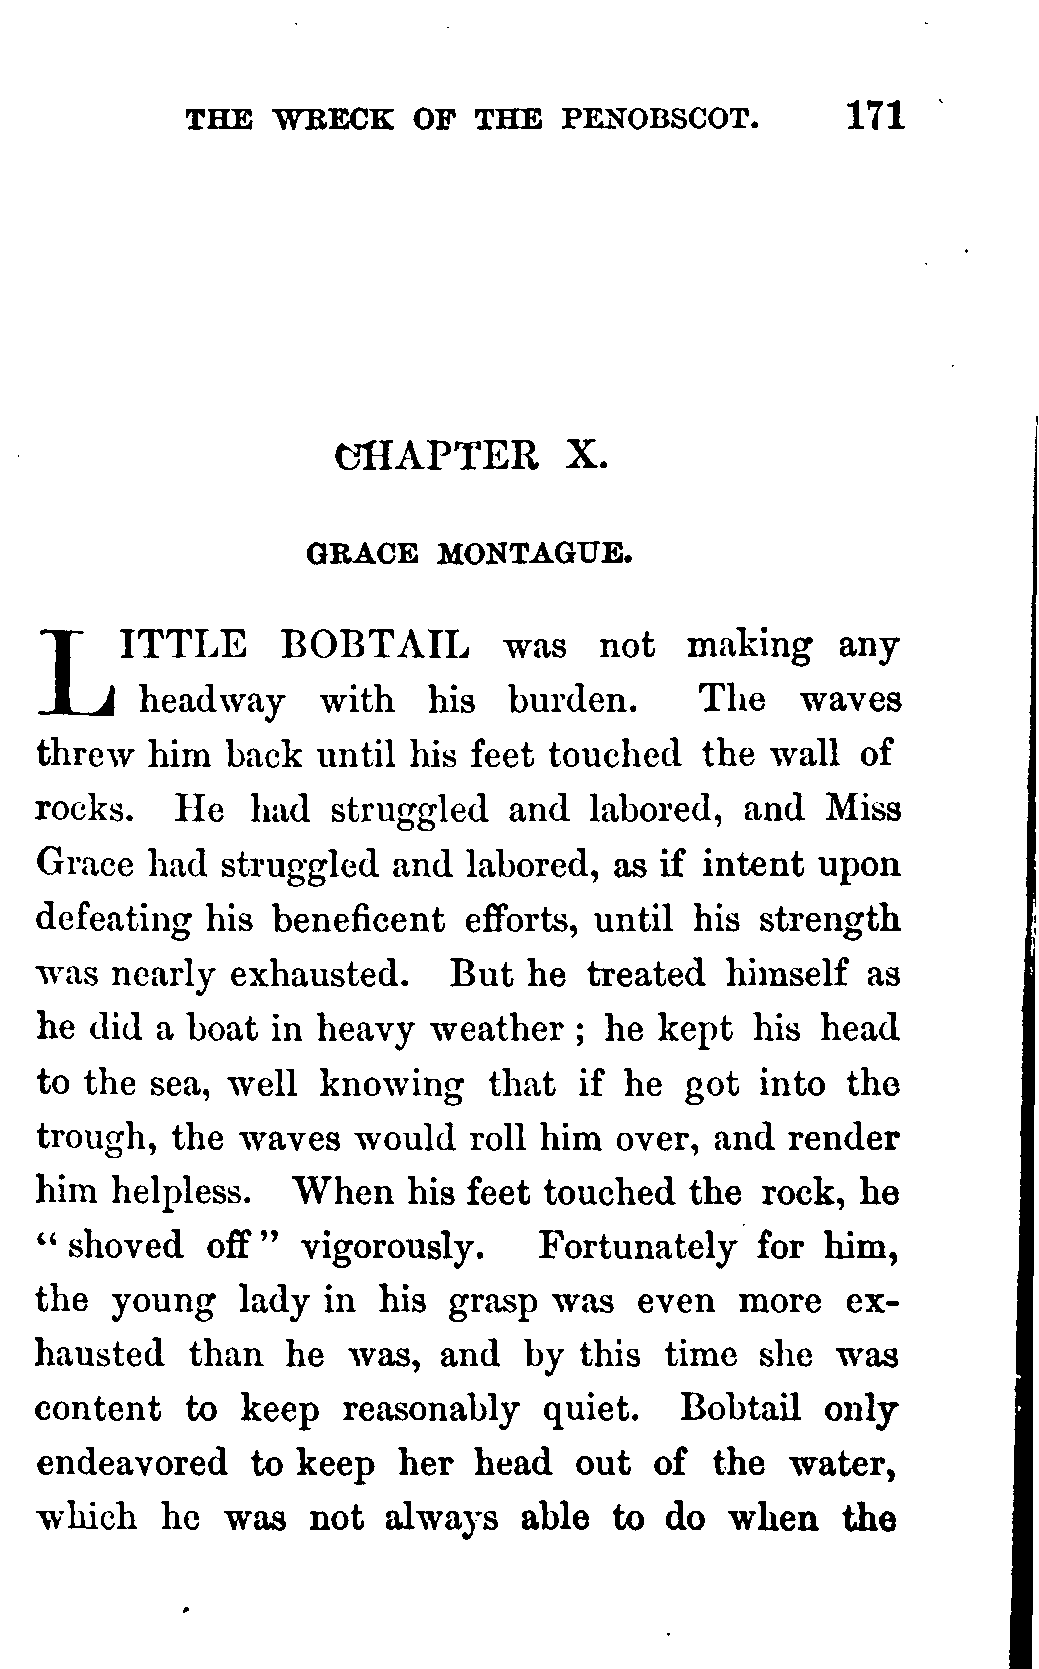 THE WRECK OF THE PENOBSCOT. 171
CHAPTER X.
GRACE MONTAGUE.
LITTLE BOBTAIL was not making any
headway with his burden. The waves
threw him back until his feet touched the wall of
rocks. He had struggled and labored, and Miss
Grace had struggled and labored, as if intent upon
defeating his beneficent efforts, until his strength
was nearly exhausted. But he treated himself as
he did a boat in heavy weather ; he kept his head
to the sea, well knowing that if he got into the
trough, the waves would roll him over, and render
him helpless. When his feet touched the rock, he
“ shoved off ” vigorously. Fortunately for him,
the young lady in his grasp was even more ex-
hausted than he was, and by this time she was
content to keep reasonably quiet. Bobtail only
endeavored to keep her head out of the water,
which he was not always able to do when the